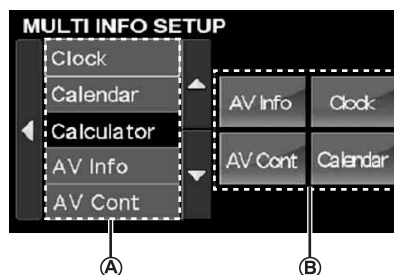 MULTI INFO SETUP
Clock
Calendar
Calculator
AV Info
AV Cont
AV Info Clock
AV Cont Calendar
A B